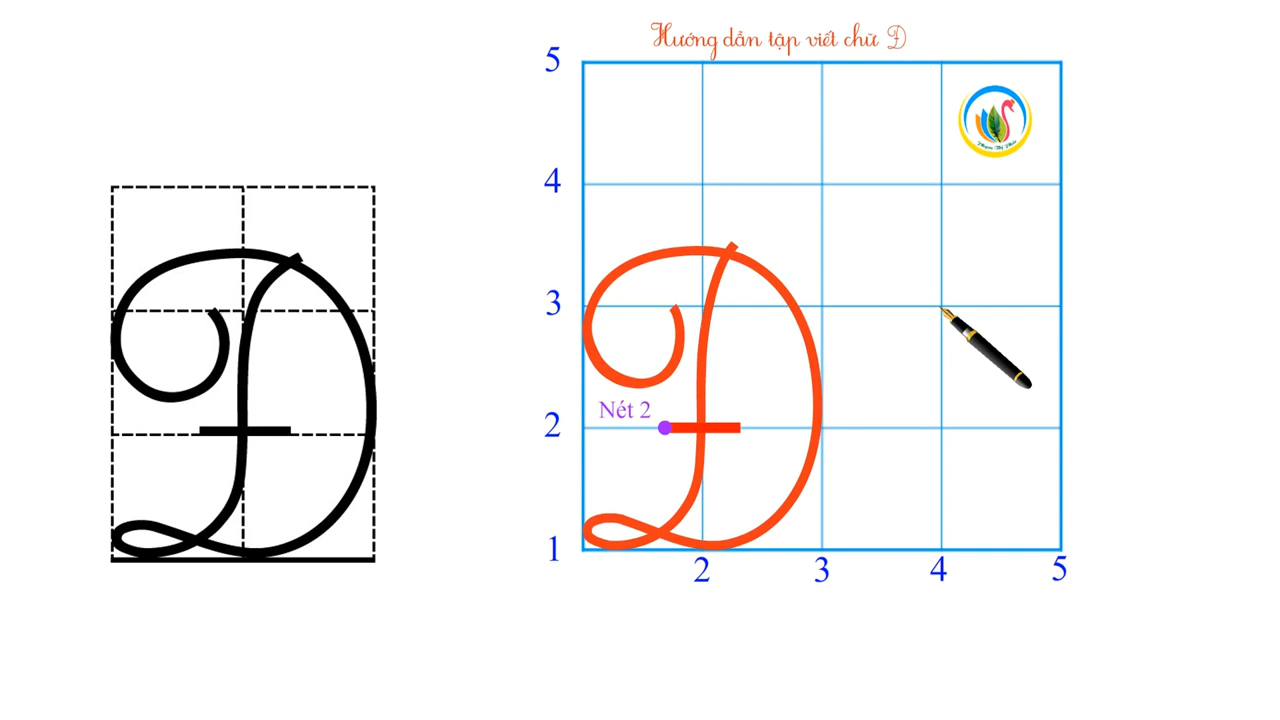 Hướng dẫn tập viết chữ Đ
5
4
3
Nét 2
2
1
2 3 4 5
Đ
Đ